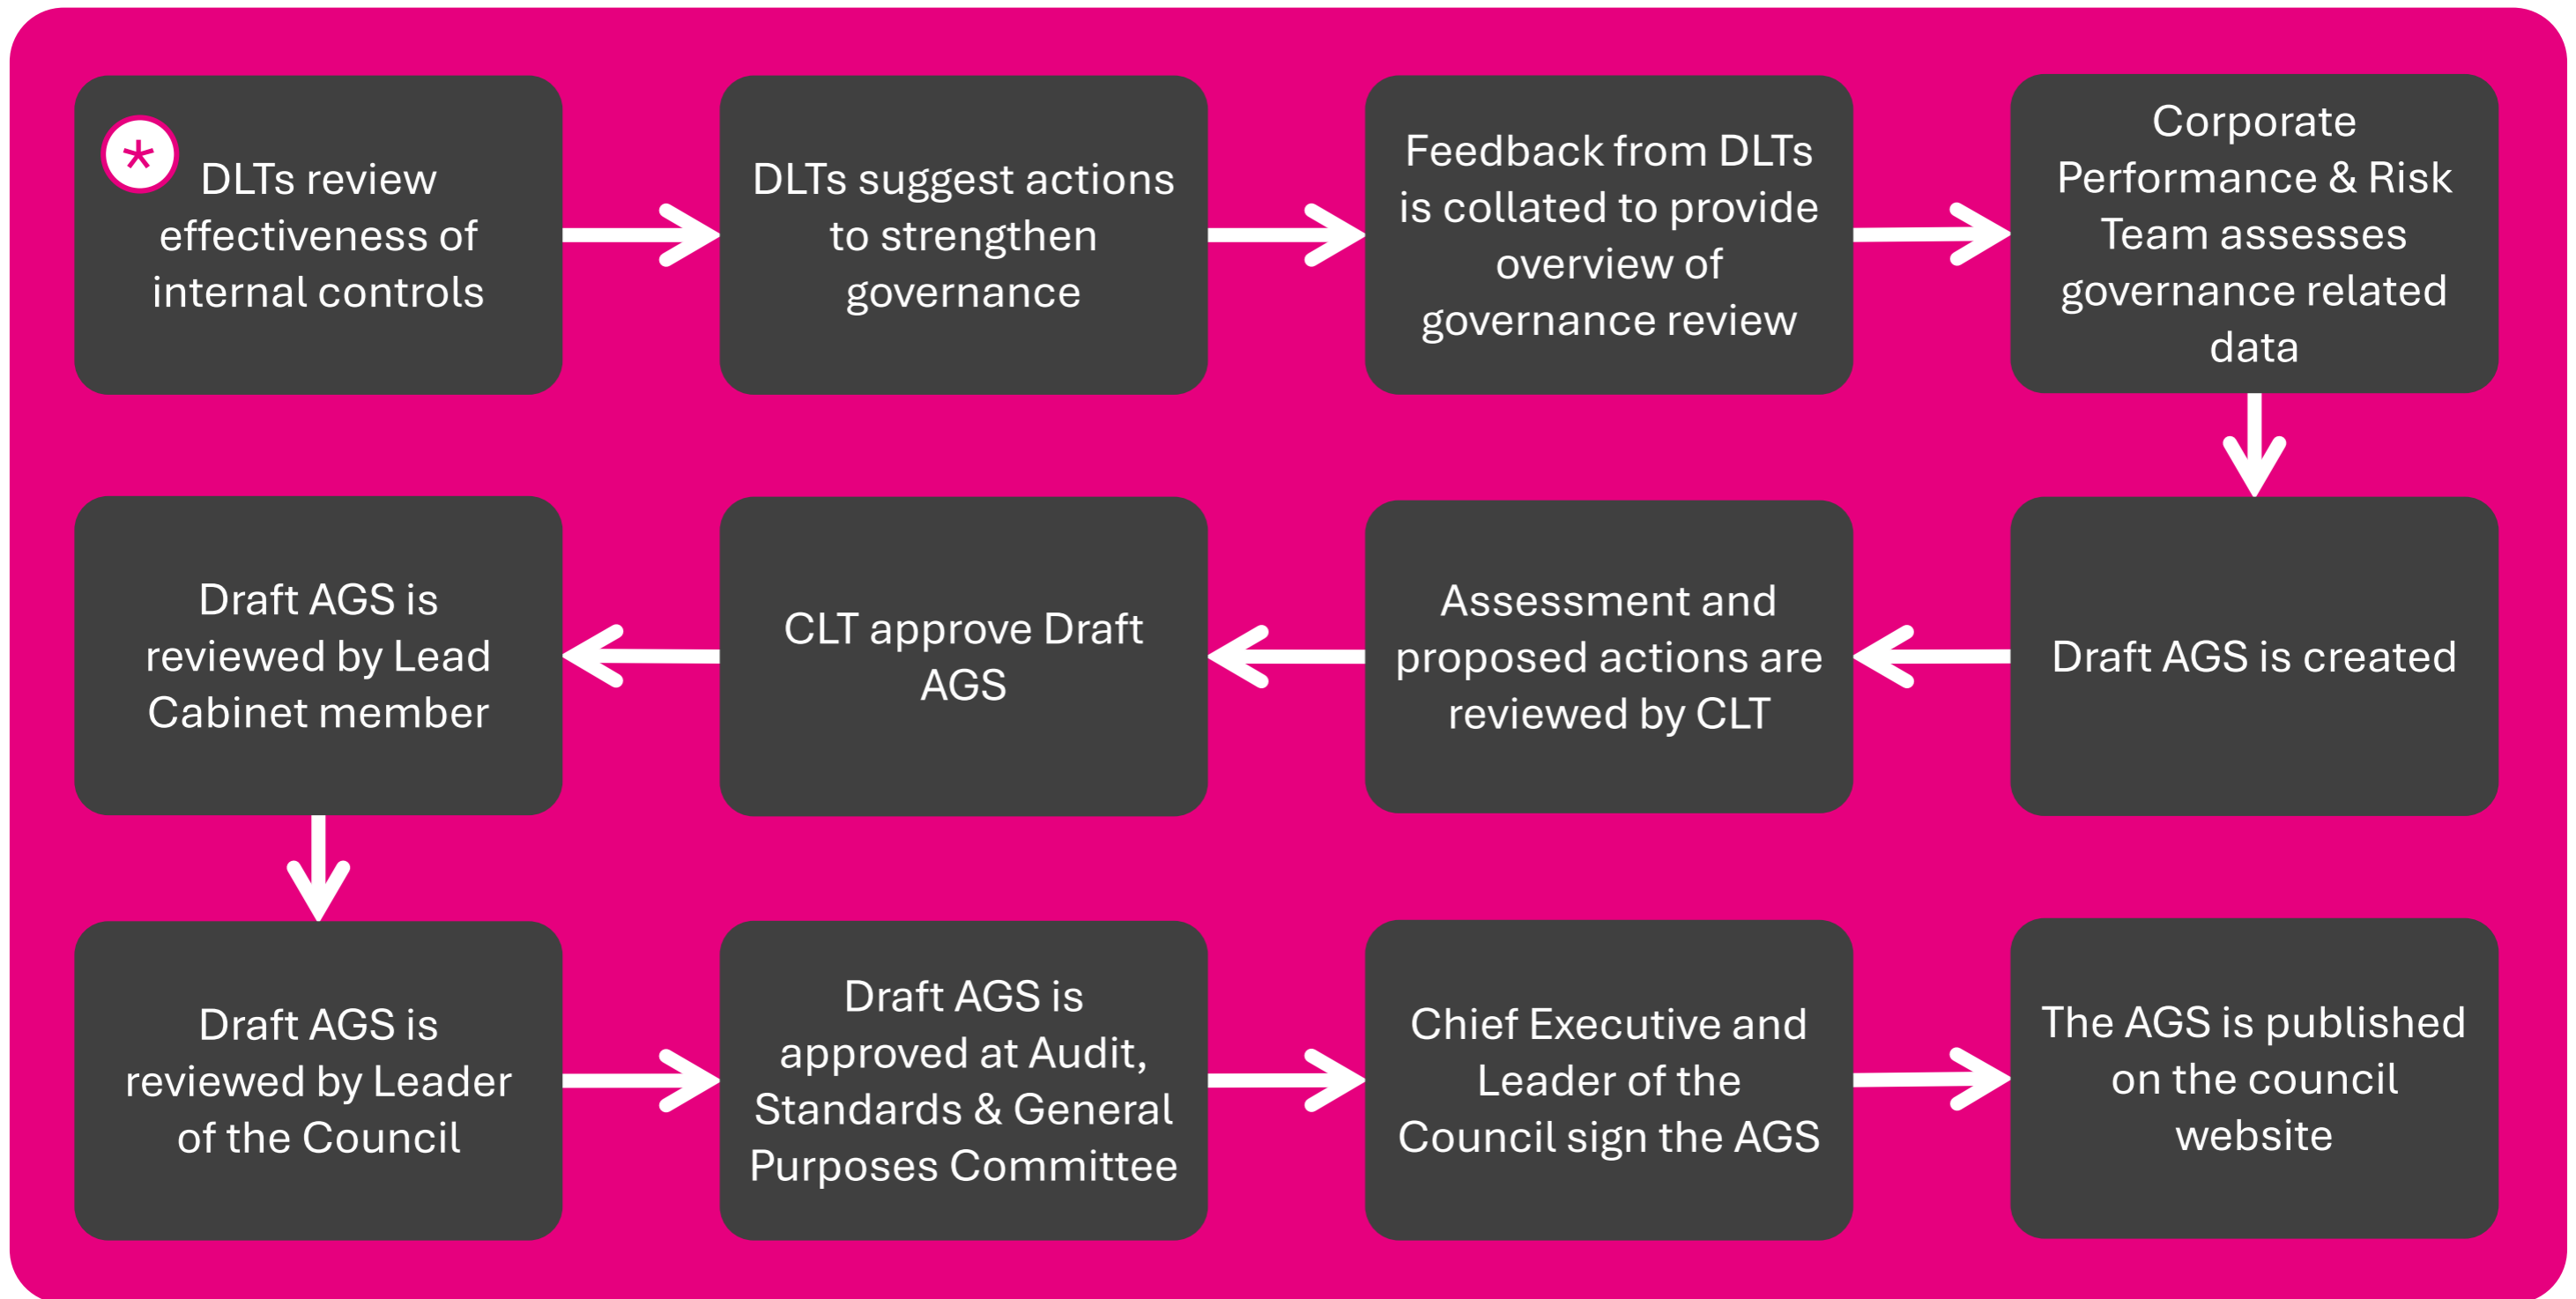 *
DLTs review
effectiveness of
internal controls
DLTs suggest actions
to strengthen
governance
Feedback from DLTs
is collated to provide
overview of
governance review
Corporate
Performance & Risk
Team assesses
governance related
data
Draft AGS is created
Assessment and
proposed actions are
reviewed by CLT
CLT approve Draft
AGS
Draft AGS is
reviewed by Lead
Cabinet member
Draft AGS is
reviewed by Leader
of the Council
Draft AGS is
approved at Audit,
Standards & General
Purposes Committee
Chief Executive and
Leader of the
Council sign the AGS
The AGS is published
on the council
website